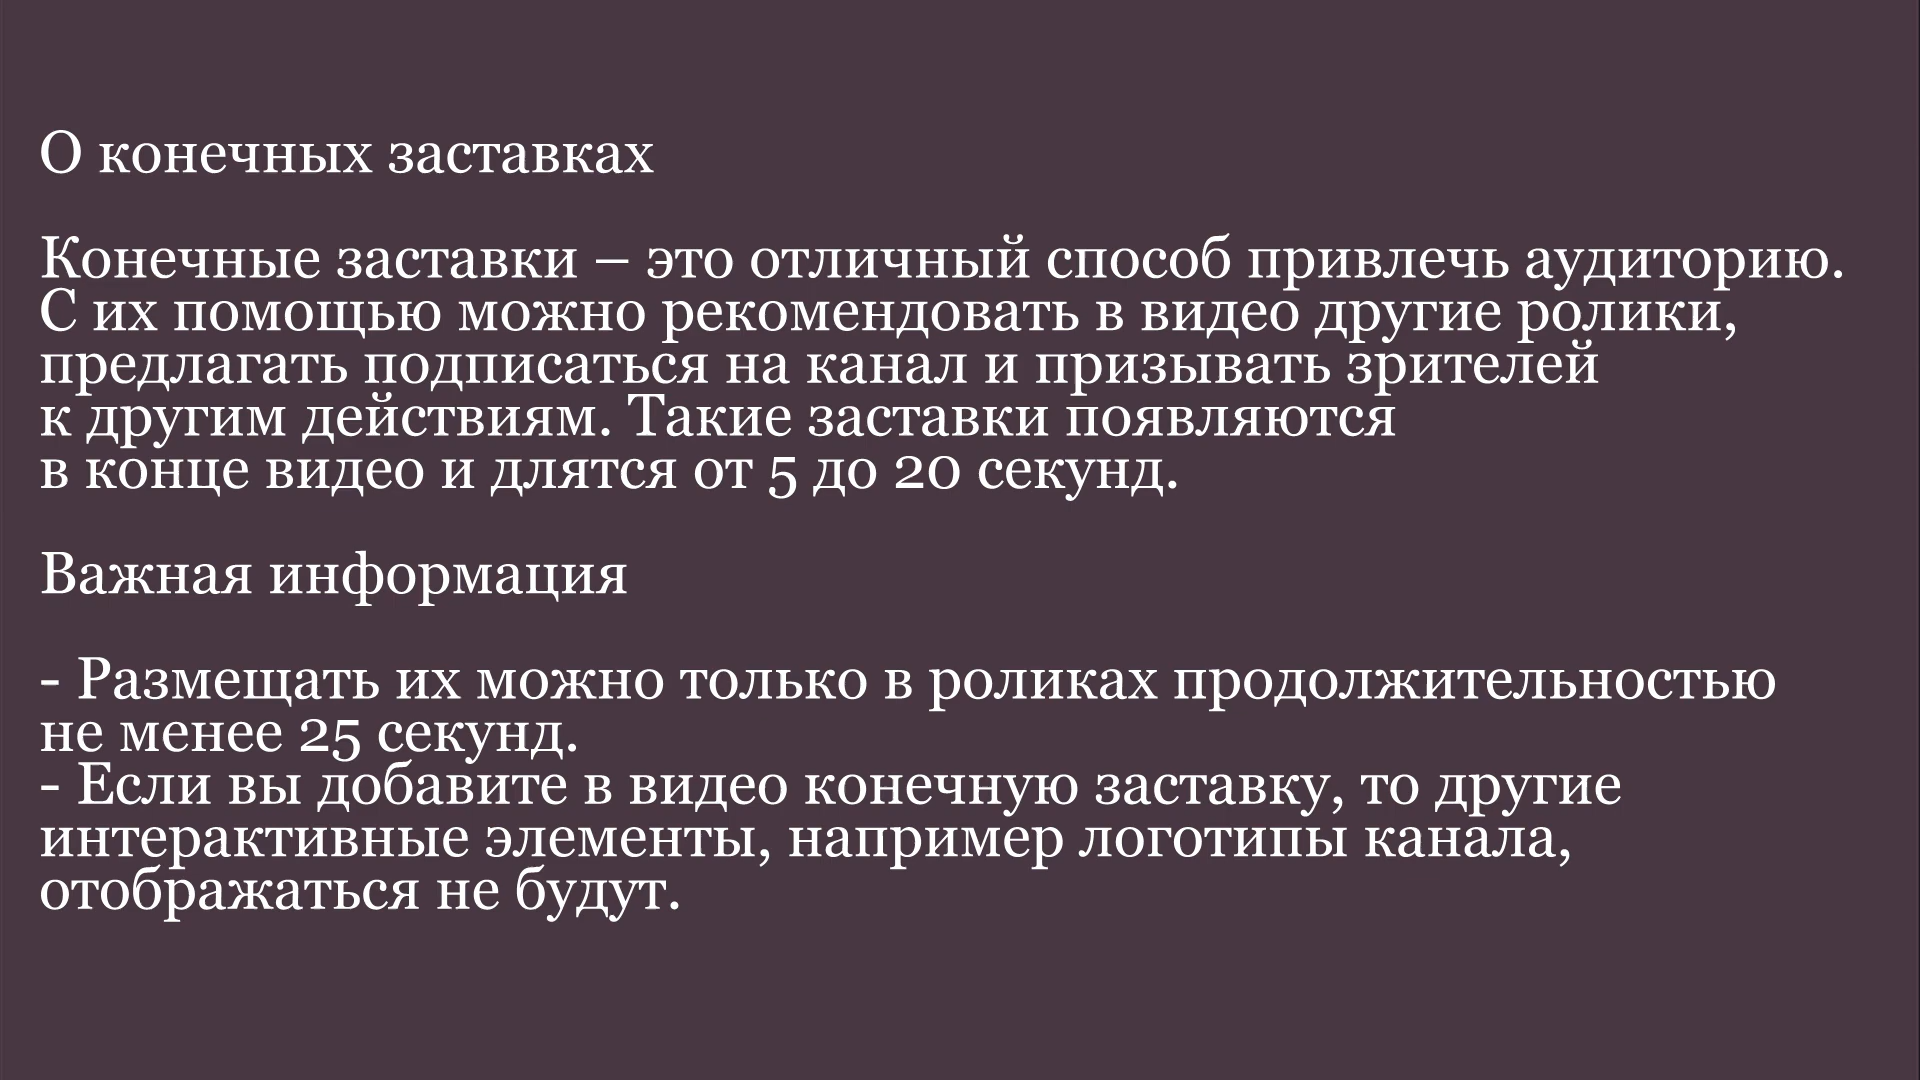 О конечных заставках
Конечные заставки – это отличный способ привлечь аудиторию.
С их помощью можно рекомендовать в видео другие ролики,
предлагать подписаться на канал и призывать зрителей
к другим действиям. Такие заставки появляются
в конце видео и длятся от 5 до 20 секунд.
Важная информация
- Размещать их можно только в роликах продолжительностью
не менее 25 секунд.
- Если вы добавите в видео конечную заставку, то другие
интерактивные элементы, например логотипы канала,
отображаться не будут.